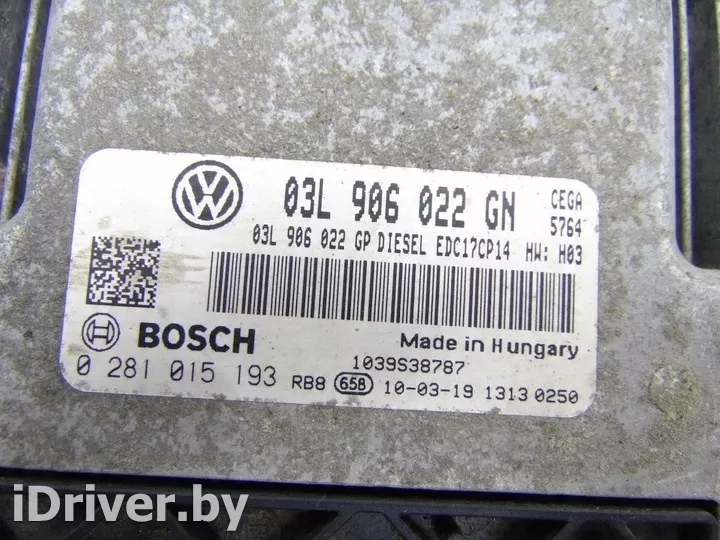 03L 906 022 GN CEGA
5764
03L 906 022 GP DIESEL EDC17CP14 HW: H03
BOSCH Made in Hungary
1039S38787
0 281 015 193 RB8 658 10-03-19 1313 0250
iDriver.by